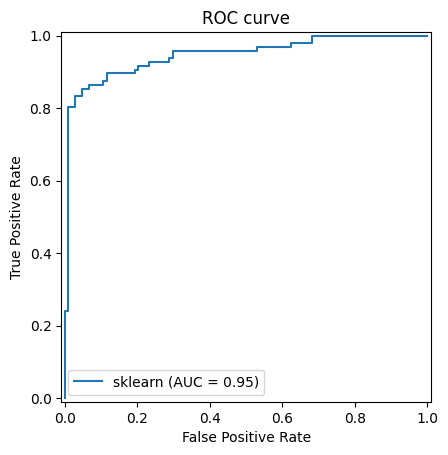 ROC curve
1.0
0.8
0.6
0.4
0.2
0.0
True Positive Rate
sklearn (AUC = 0.95)
0.0 0.2 0.4 0.6 0.8 1.0
False Positive Rate